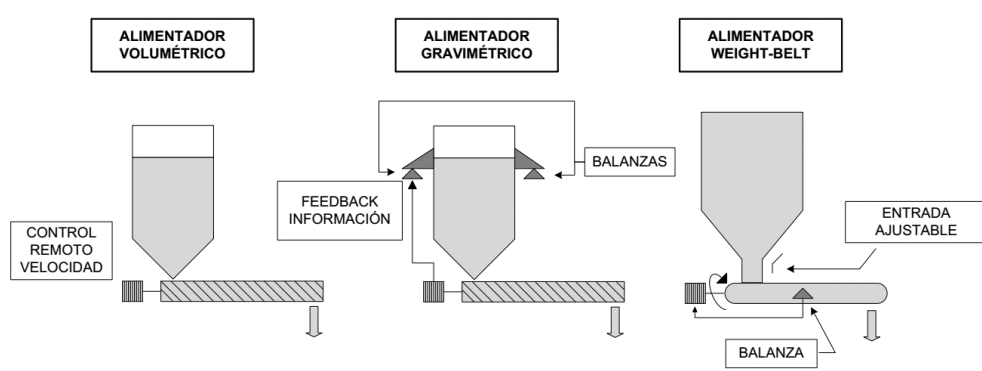 ALIMENTADOR
VOLUMÉTRICO
ALIMENTADOR
GRAVIMÉTRICO
ALIMENTADOR
WEIGHT-BELT
BALANZAS
FEEDBACK
INFORMACIÓN
CONTROL
REMOTO
VELOCIDAD
ENTRADA
AJUSTABLE
BALANZA